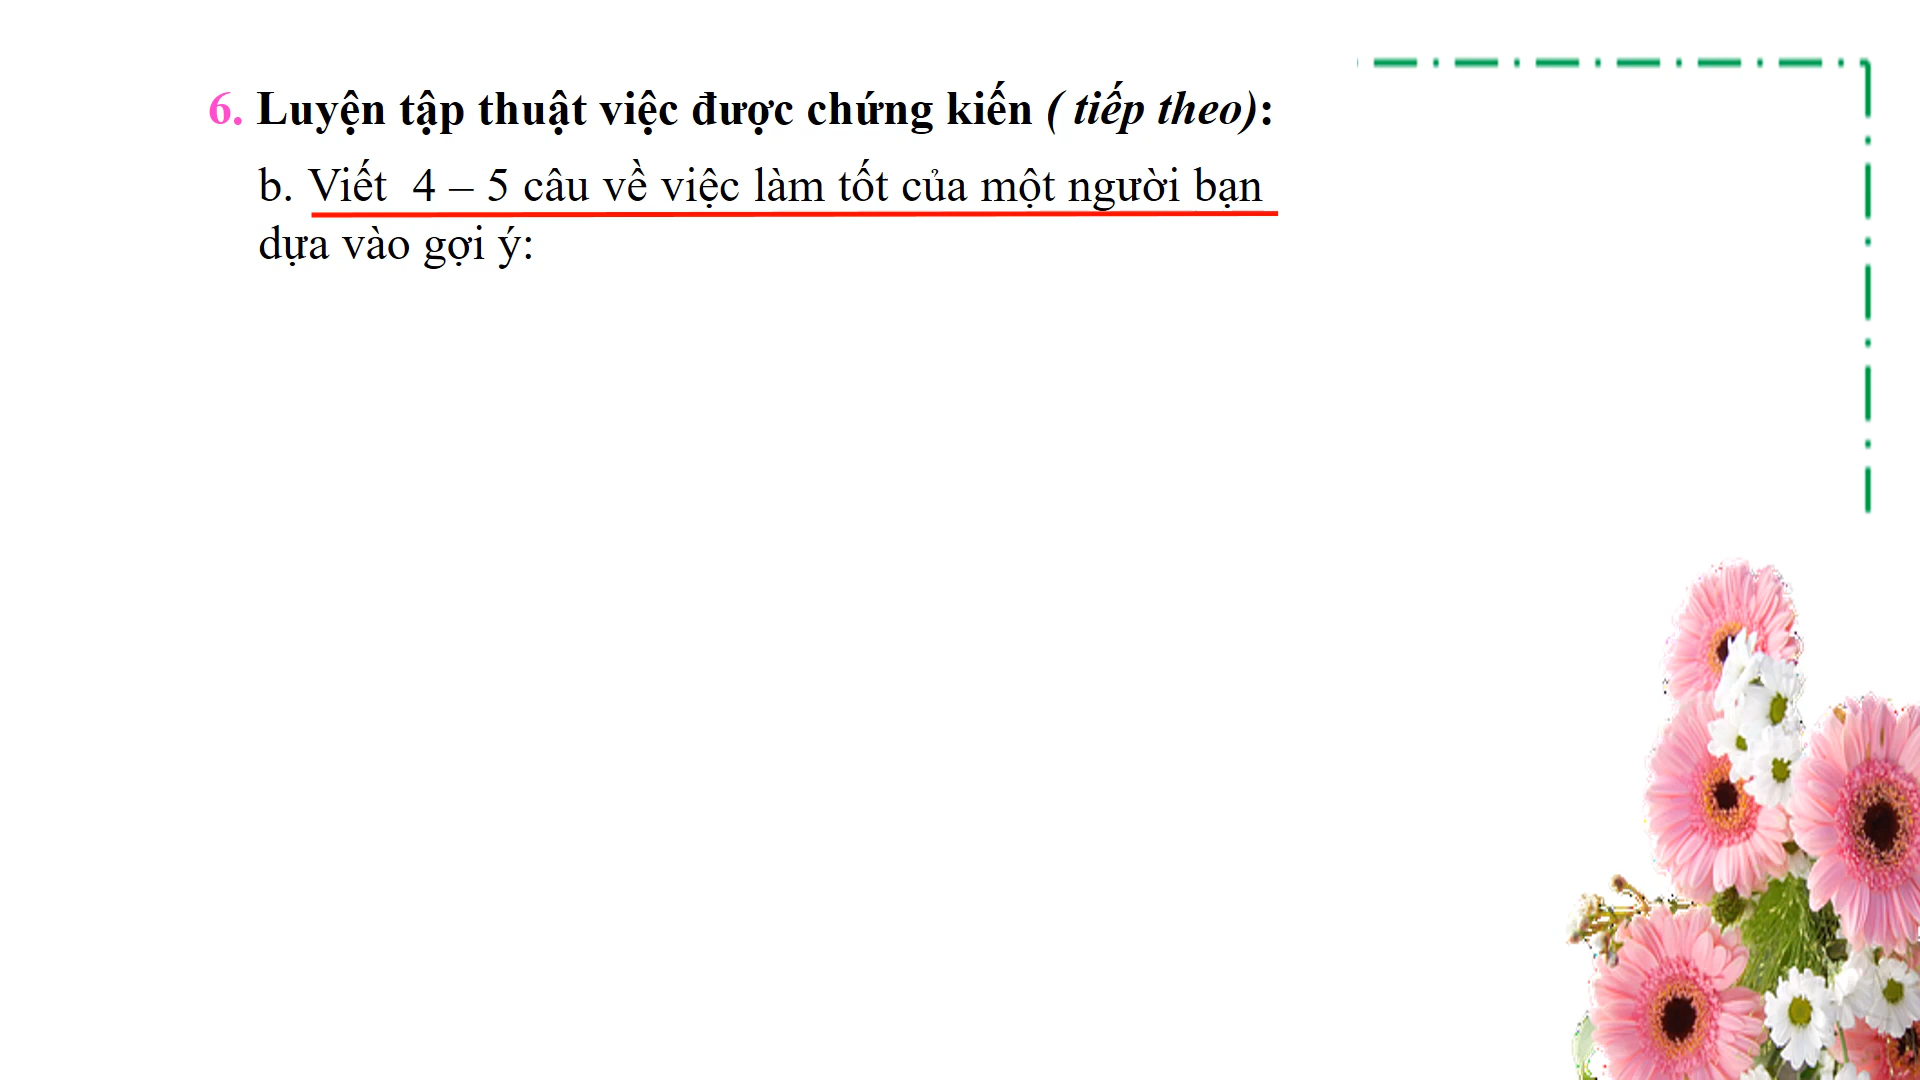 6. Luyện tập thuật việc được chứng kiến ( tiếp theo):
b. Viết  4 – 5 câu về việc làm tốt của một người bạn
dựa vào gợi ý: